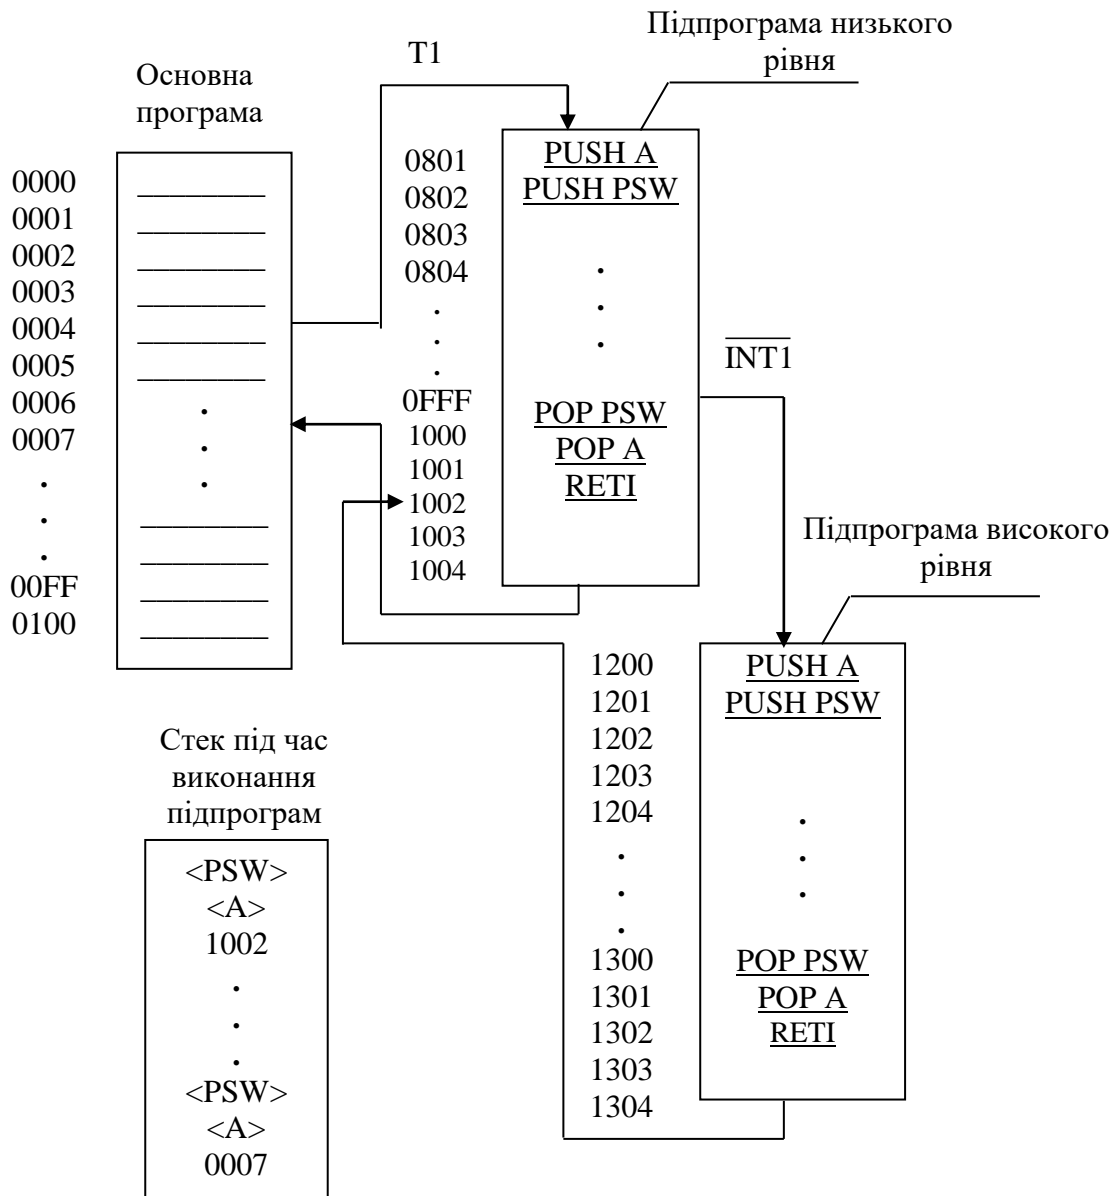 Основна
програма
0000
0001
0002
0003
0004
0005
0006
0007
00FF
0100
T1
Підпрограма низького
рівня
0801
0802
0803
0804
0FFF
1000
1001
1002
1003
1004
PUSH A
PUSH PSW
POP PSW
POP A
RETI
INT1
Підпрограма високого
рівня
1200
1201
1202
1203
1204
1300
1301
1302
1303
1304
PUSH A
PUSH PSW
POP PSW
POP A
RETI
Стек під час
виконання
підпрограм
<PSW>
<A>
1002
<PSW>
<A>
0007